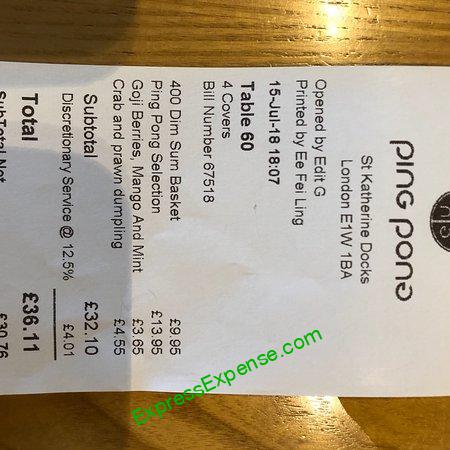 ping pong
St Katherine Docks
London E1W 1BA
Opened by Edit G
Printed by Ee Fei Ling
15-Jul-18 18:07
Table 60
4 Covers
Bill Number 67518
400 Dim Sum Basket £9.95
Ping Pong Selection £13.95
Goji Berries, Mango And Mint £3.65
Crab and prawn dumpling £4.55
Subtotal £32.10
Discretionary Service @ 12.5% £4.01
Total £36.11
SubTotal Net £30.76
ExpressExpense.com